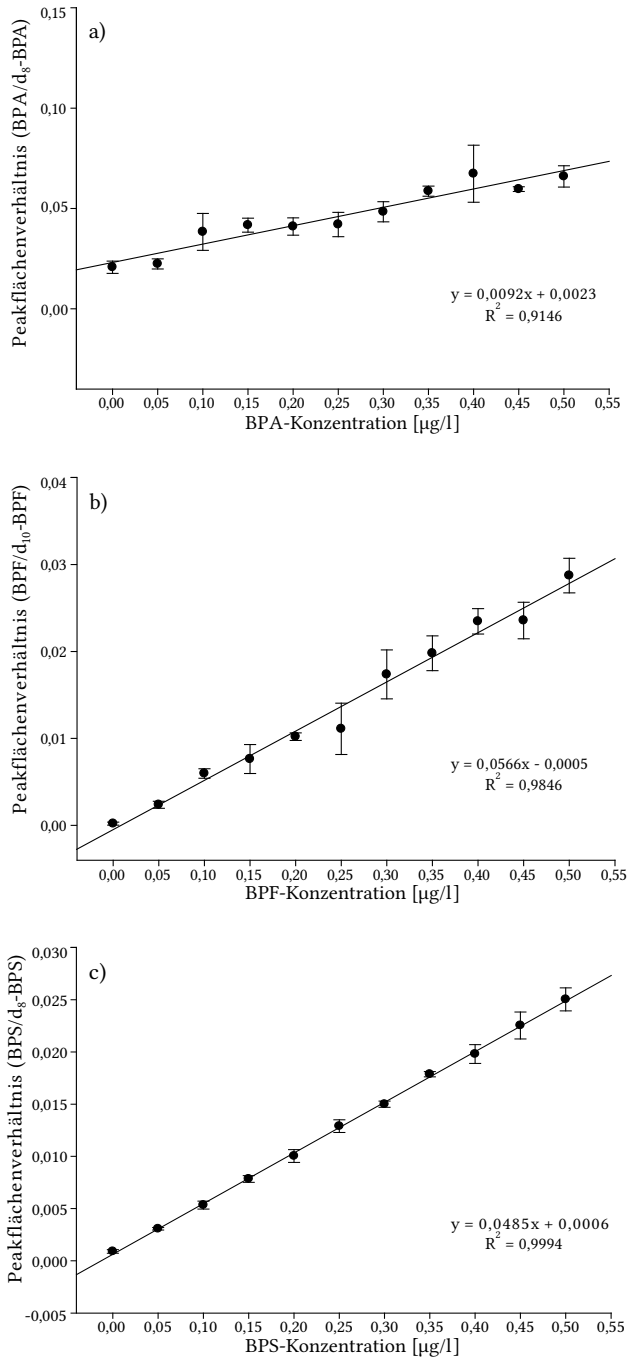 a)
Peakflächenverhältnis (BPA/d₈-BPA)
0,15
0,10
0,05
0,00
y = 0,0092x + 0,0023
R² = 0,9146
0,00 0,05 0,10 0,15 0,20 0,25 0,30 0,35 0,40 0,45 0,50 0,55
BPA-Konzentration [µg/l]
b)
Peakflächenverhältnis (BPF/d₁₀-BPF)
0,04
0,03
0,02
0,01
0,00
y = 0,0566x - 0,0005
R² = 0,9846
0,00 0,05 0,10 0,15 0,20 0,25 0,30 0,35 0,40 0,45 0,50 0,55
BPF-Konzentration [µg/l]
c)
Peakflächenverhältnis (BPS/d₈-BPS)
0,030
0,025
0,020
0,015
0,010
0,005
0,000
-0,005
y = 0,0485x + 0,0006
R² = 0,9994
0,00 0,05 0,10 0,15 0,20 0,25 0,30 0,35 0,40 0,45 0,50 0,55
BPS-Konzentration [µg/l]